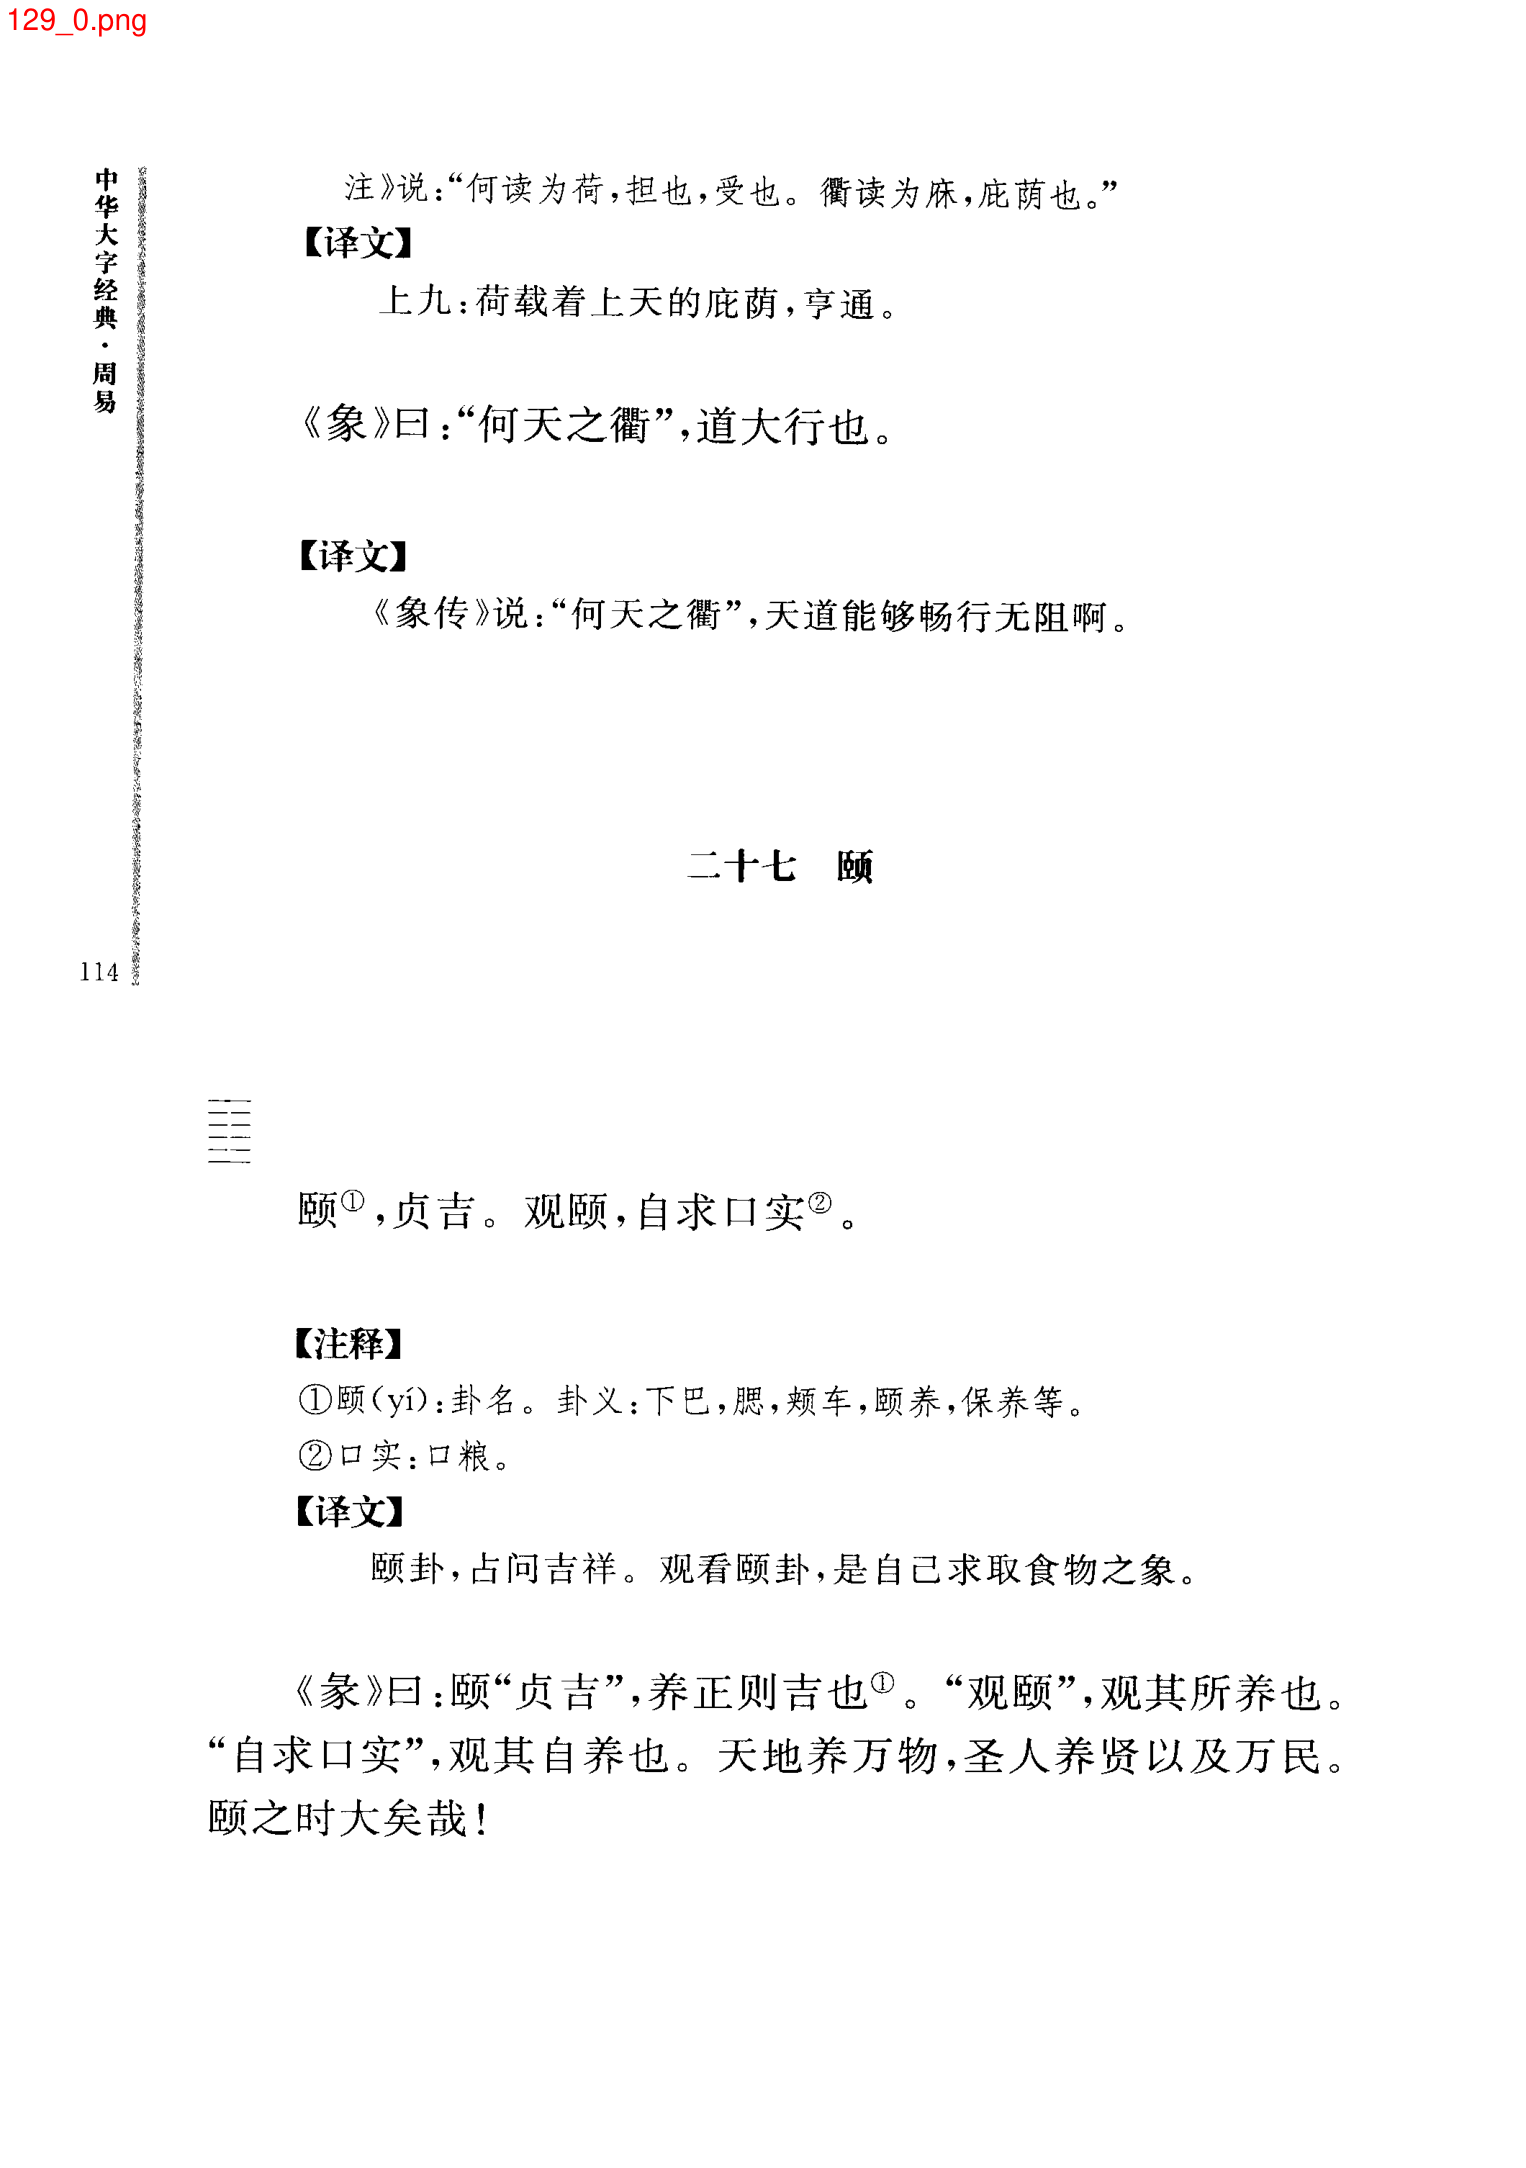 129_0.png
中华大字经典·周易
114
注》说：“何读为荷，担也，受也。衢读为庥，庇荫也。”
【译文】
上九：荷载着上天的庇荫，亨通。
《象》曰：“何天之衢”，道大行也。
【译文】
《象传》说：“何天之衢”，天道能够畅行无阻啊。
二十七 颐
颐①，贞吉。观颐，自求口实②。
【注释】
①颐(yí)：卦名。卦义：下巴，腮，颊车，颐养，保养等。
②口实：口粮。
【译文】
颐卦，占问吉祥。观看颐卦，是自己求取食物之象。
《彖》曰：颐“贞吉”，养正则吉也①。“观颐”，观其所养也。
“自求口实”，观其自养也。天地养万物，圣人养贤以及万民。
颐之时大矣哉！